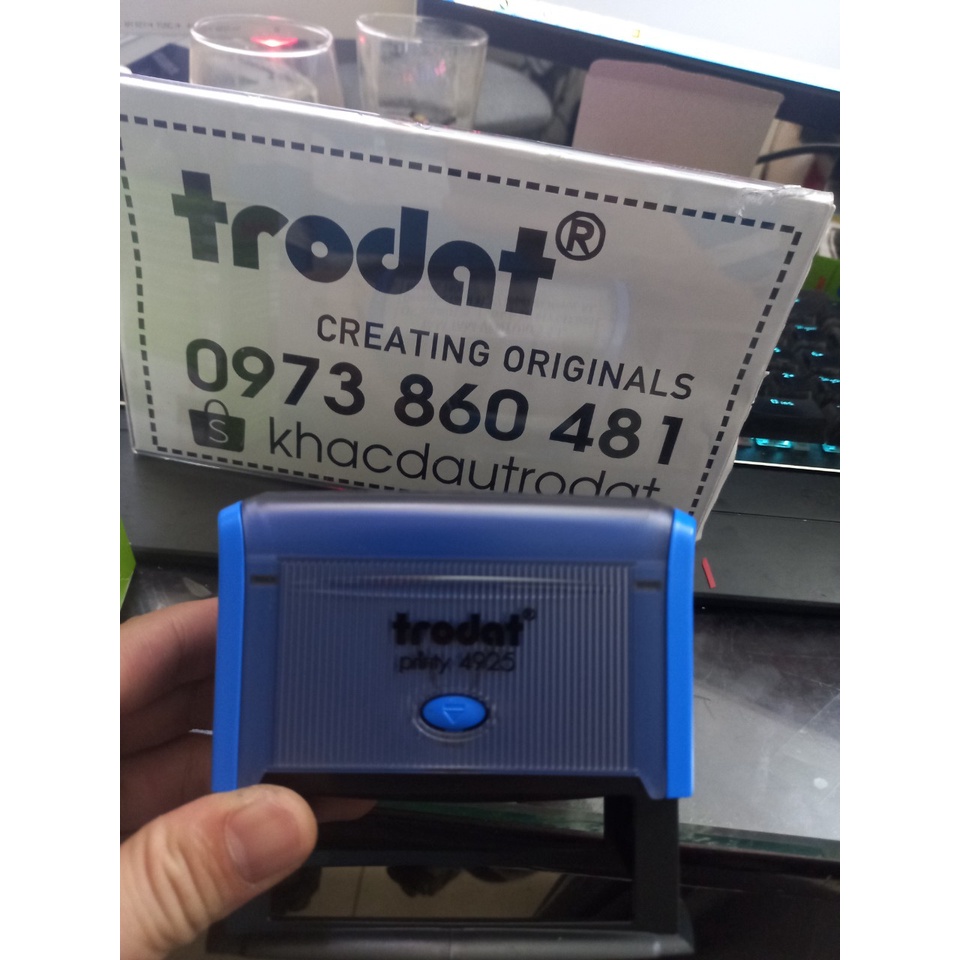 trodat®
CREATING ORIGINALS
0973 860 481
S khacdautrodat
trodat®
printy 4925